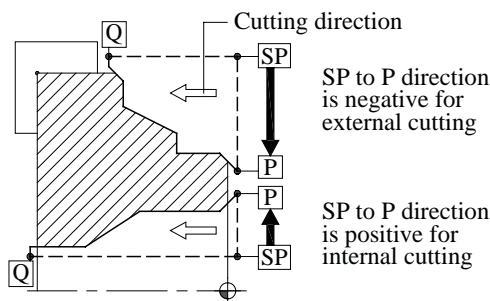 Cutting direction
Q
SP
SP to P direction
is negative for
external cutting
P
P
SP to P direction
is positive for
internal cutting
SP
Q